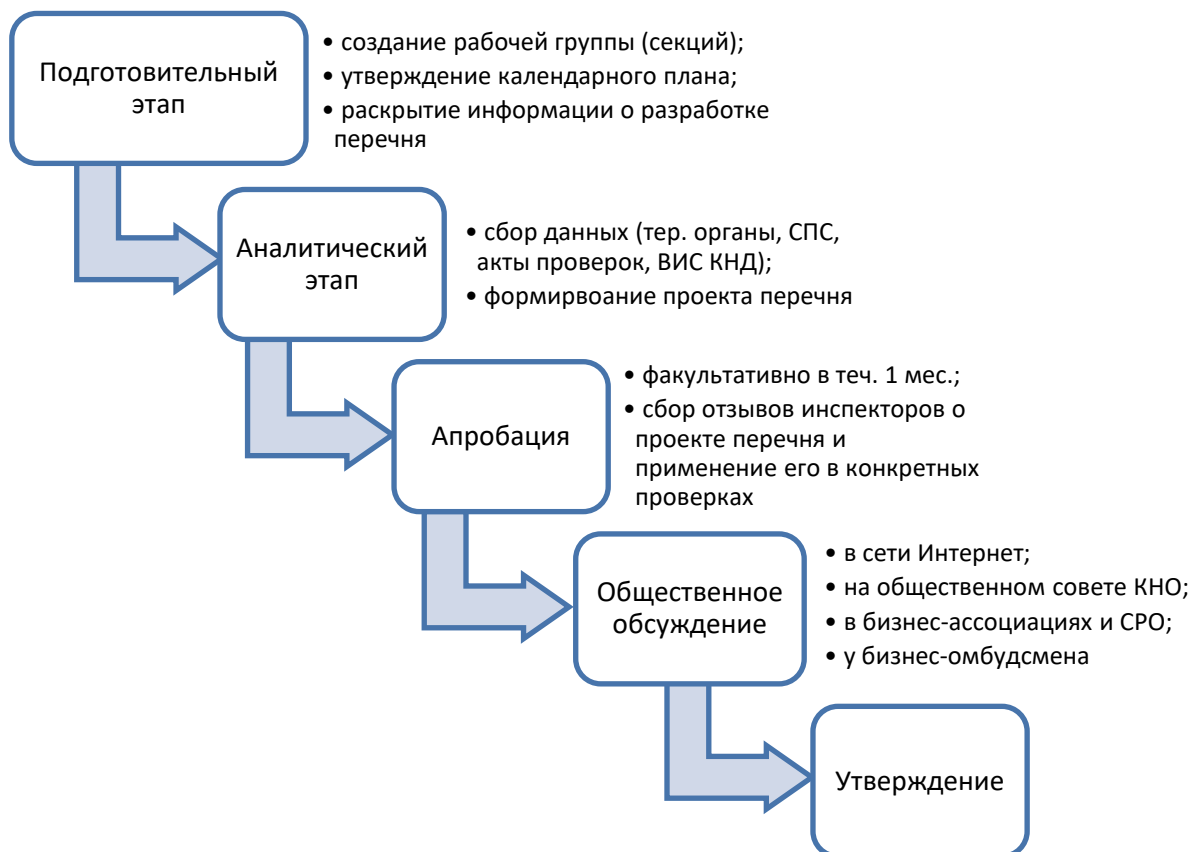 Подготовительный
этап
• создание рабочей группы (секций);
• утверждение календарного плана;
• раскрытие информации о разработке
перечня
Аналитический
этап
• сбор данных (тер. органы, СПС,
акты проверок, ВИС КНД);
• формирвоание проекта перечня
Апробация
• факультативно в теч. 1 мес.;
• сбор отзывов инспекторов о
проекте перечня и
применение его в конкретных
проверках
Общественное
обсуждение
• в сети Интернет;
• на общественном совете КНО;
• в бизнес-ассоциациях и СРО;
• у бизнес-омбудсмена
Утверждение